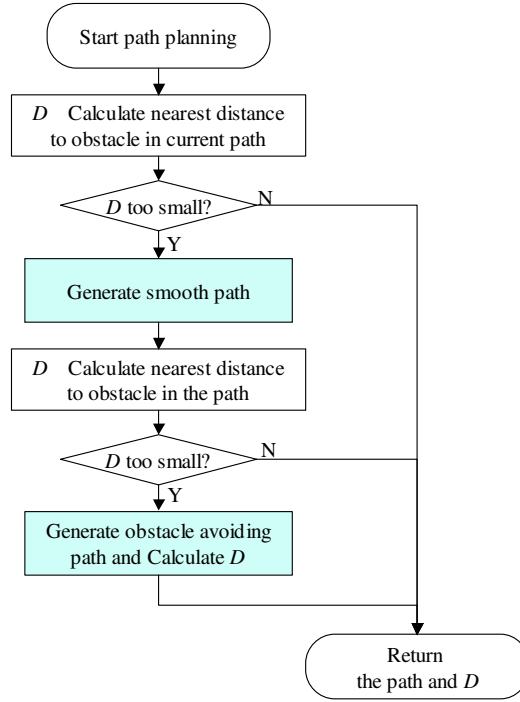 Start path planning
D Calculate nearest distance
to obstacle in current path
D too small?
N
Y
Generate smooth path
D Calculate nearest distance
to obstacle in the path
D too small?
N
Y
Generate obstacle avoiding
path and Calculate D
Return
the path and D